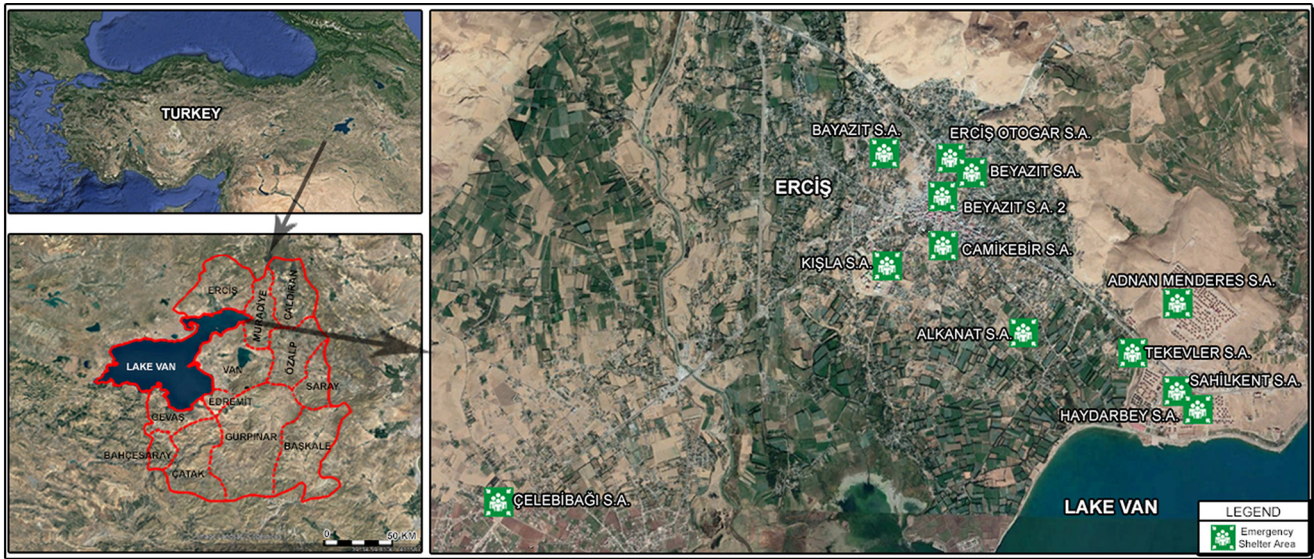 TURKEY
ERCİŞ
MURADİYE
ÇALDIRAN
LAKE VAN
VAN
ÖZALP
SARAY
EDREMİT
GEVAŞ
GÜRPINAR
BAŞKALE
BAHÇESARAY
ÇATAK
0 50 KM
BAYAZIT S.A.
ERCİŞ OTOGAR S.A.
BEYAZIT S.A.
ERCİŞ
BEYAZIT S.A. 2
CAMİKEBİR S.A.
KIŞLA S.A.
ADNAN MENDERES S.A.
ALKANAT S.A.
TEKEVLER S.A.
SAHİLKENT S.A.
HAYDARBEY S.A.
ÇELEBİBAĞI S.A.
LAKE VAN
LEGEND
Emergency
Shelter Area